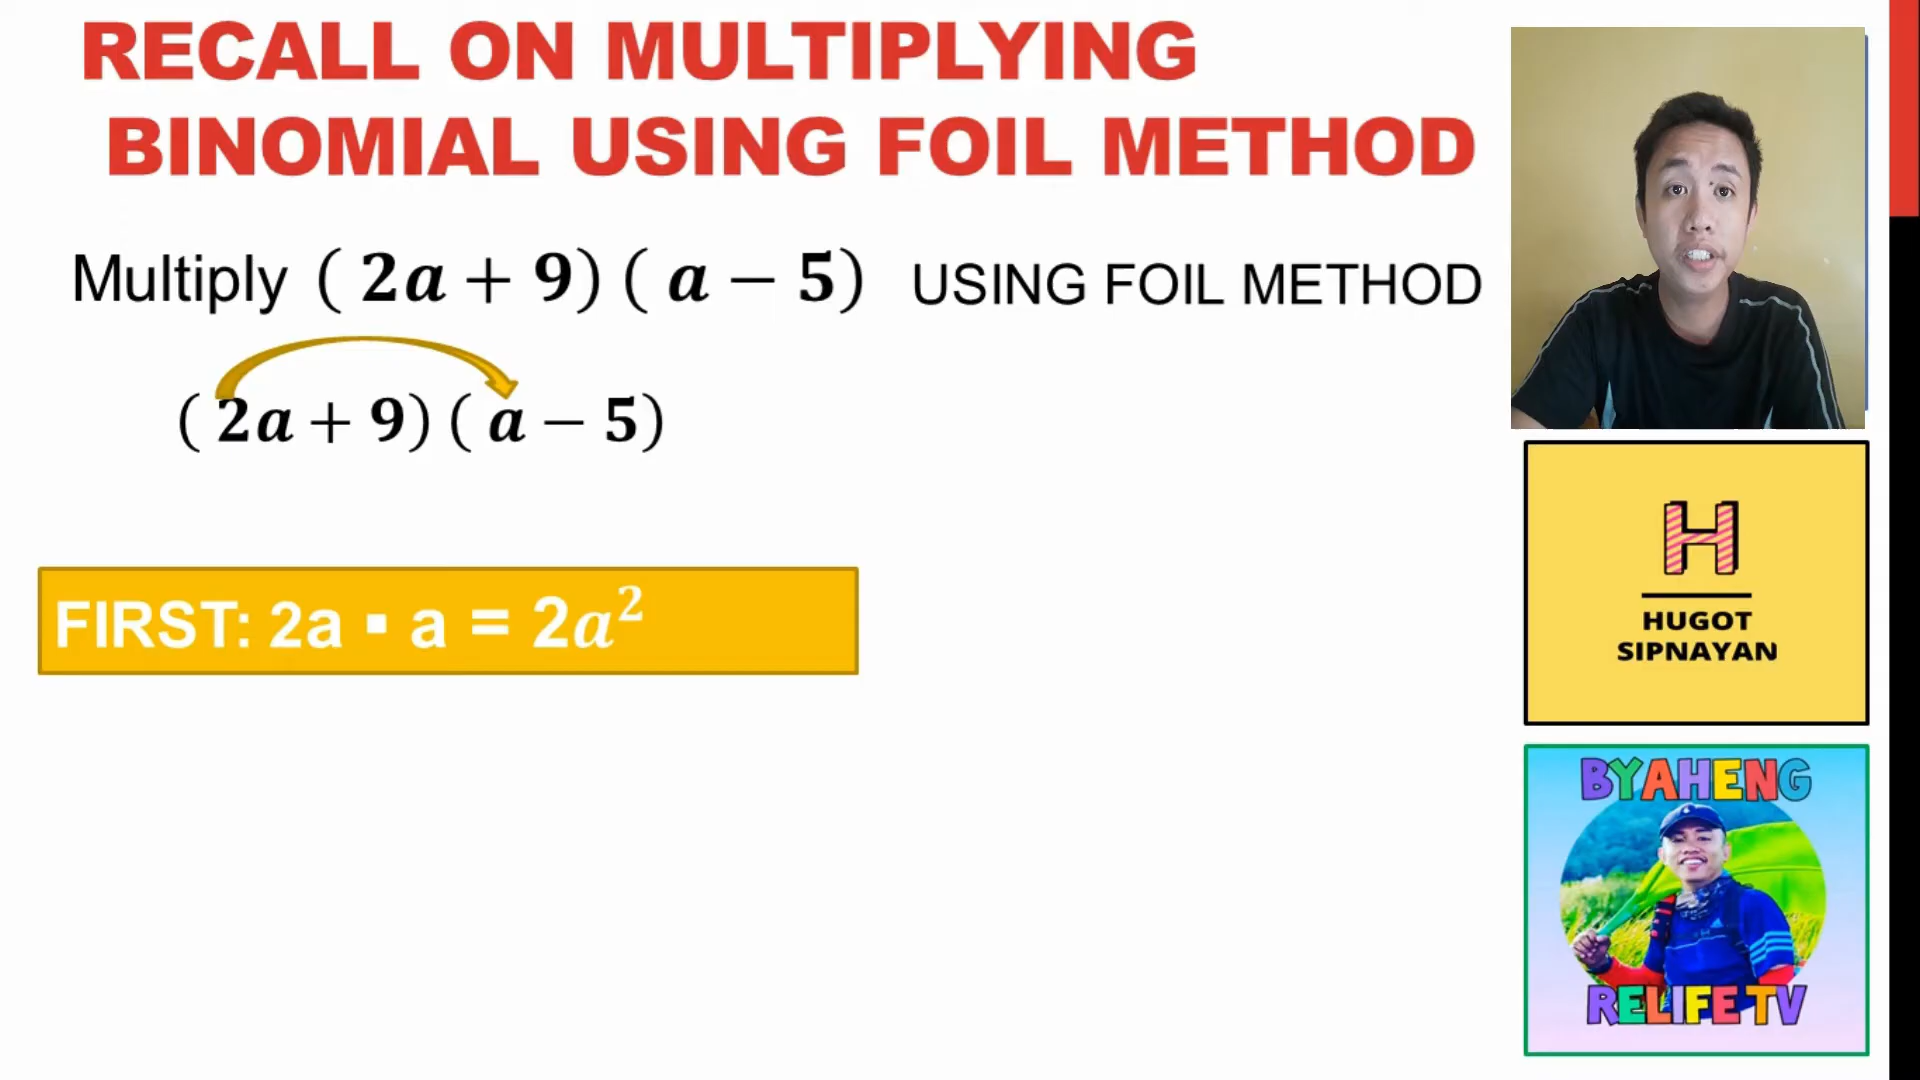 RECALL ON MULTIPLYING
BINOMIAL USING FOIL METHOD
Multiply ( 2a + 9) ( a − 5) USING FOIL METHOD
( 2a + 9) ( a − 5)
FIRST: 2a ▪ a = 2a²
H
HUGOT
SIPNAYAN
BYAHENG
RELIFE TV